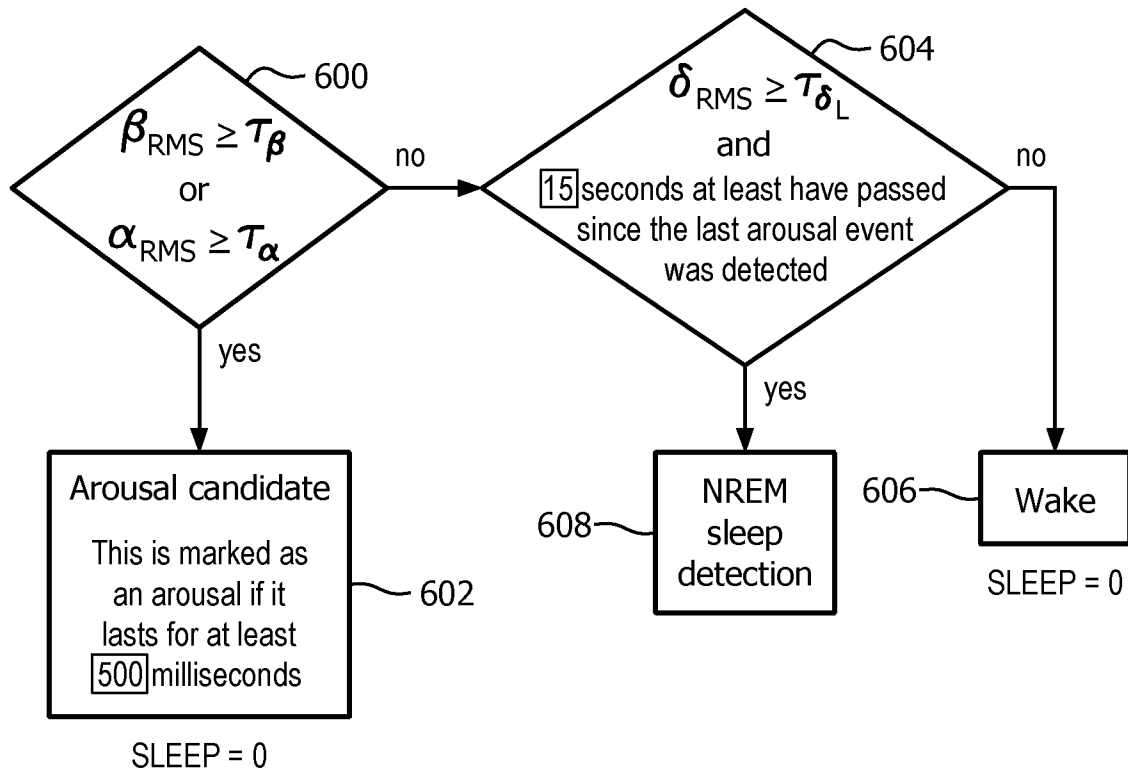 600
β_RMS ≥ τ_β
or
α_RMS ≥ τ_α
no
yes
604
δ_RMS ≥ τ_δ_L
and
15 seconds at least have passed
since the last arousal event
was detected
no
yes
Arousal candidate
This is marked as
an arousal if it
lasts for at least
500 milliseconds
602
SLEEP = 0
608
NREM
sleep
detection
606
Wake
SLEEP = 0